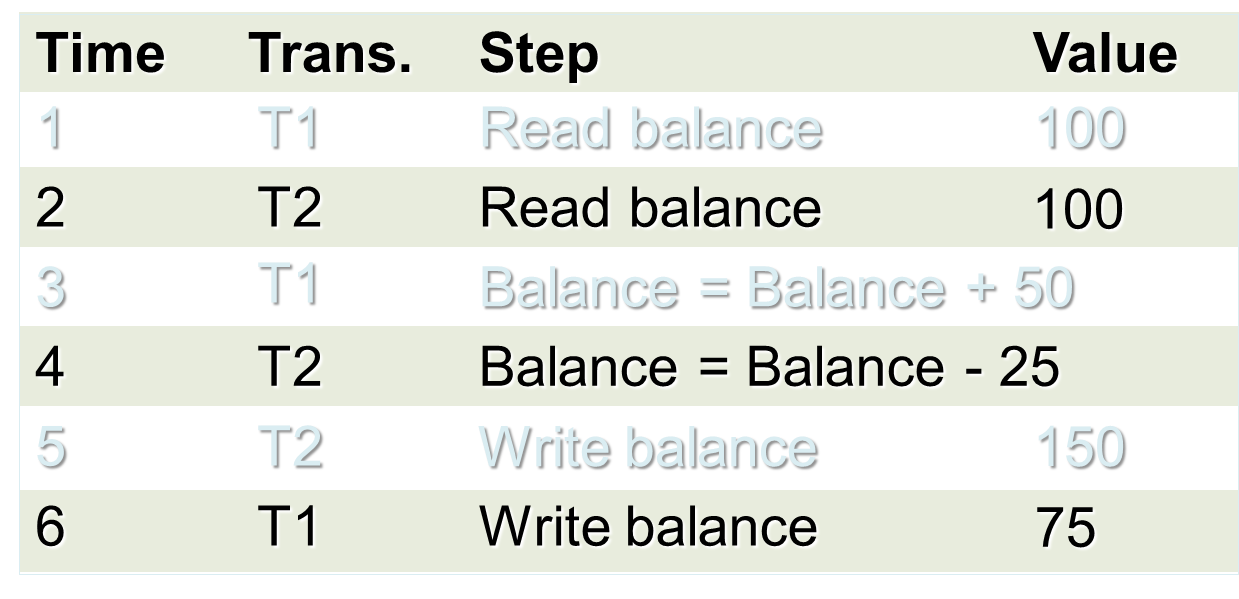 Time Trans. Step Value
1 T1 Read balance 100
2 T2 Read balance 100
3 T1 Balance = Balance + 50
4 T2 Balance = Balance - 25
5 T2 Write balance 150
6 T1 Write balance 75